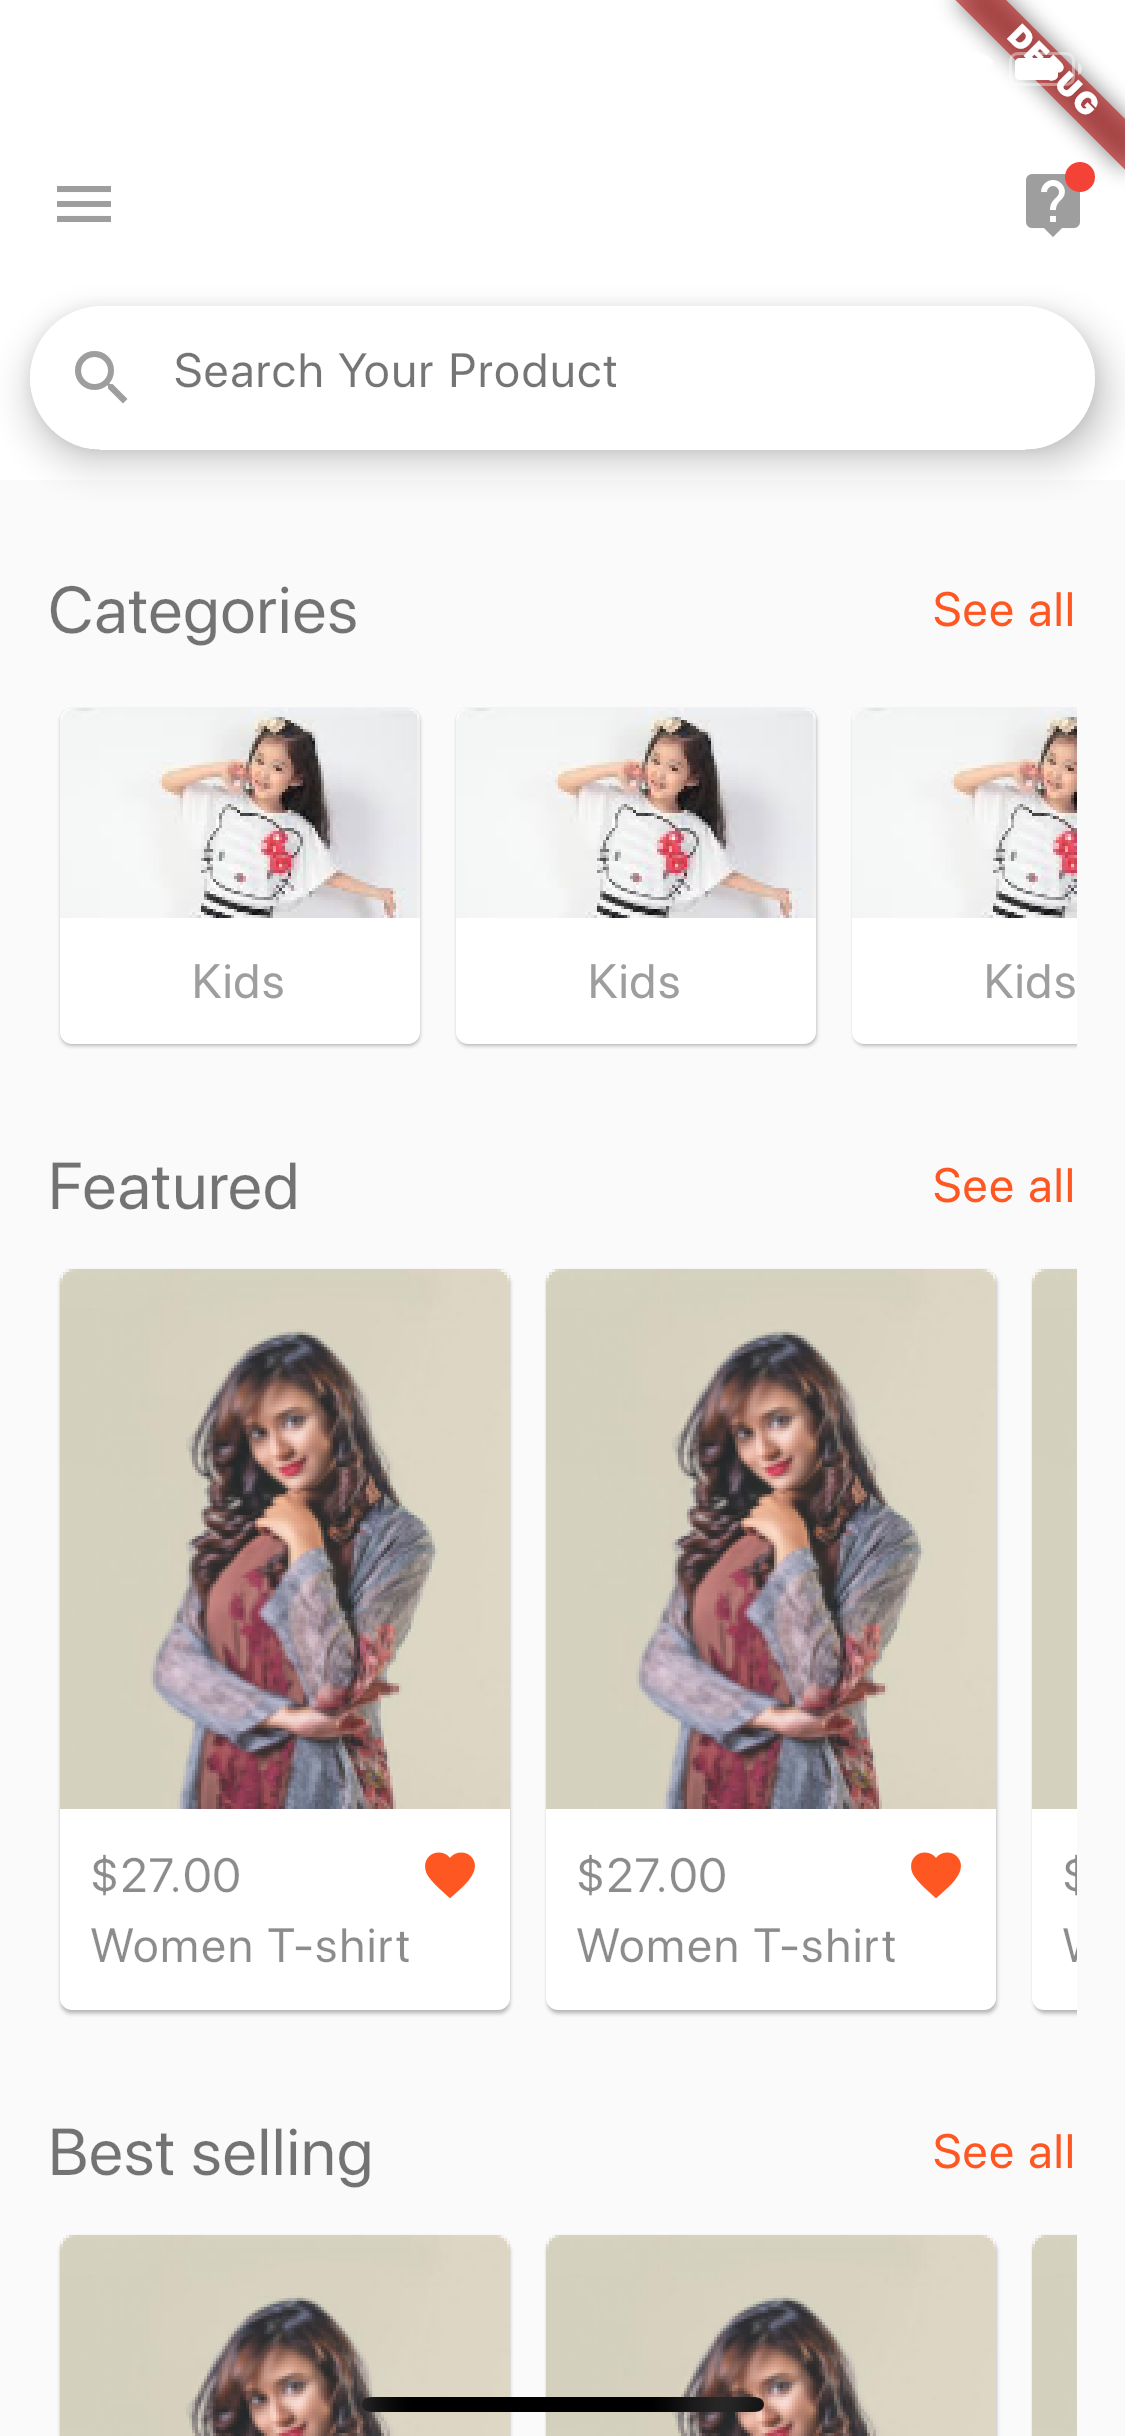 DEBUG
Search Your Product
Categories See all
Kids Kids Kids
Featured See all
$27.00 $27.00 $
Women T-shirt Women T-shirt
Best selling See all